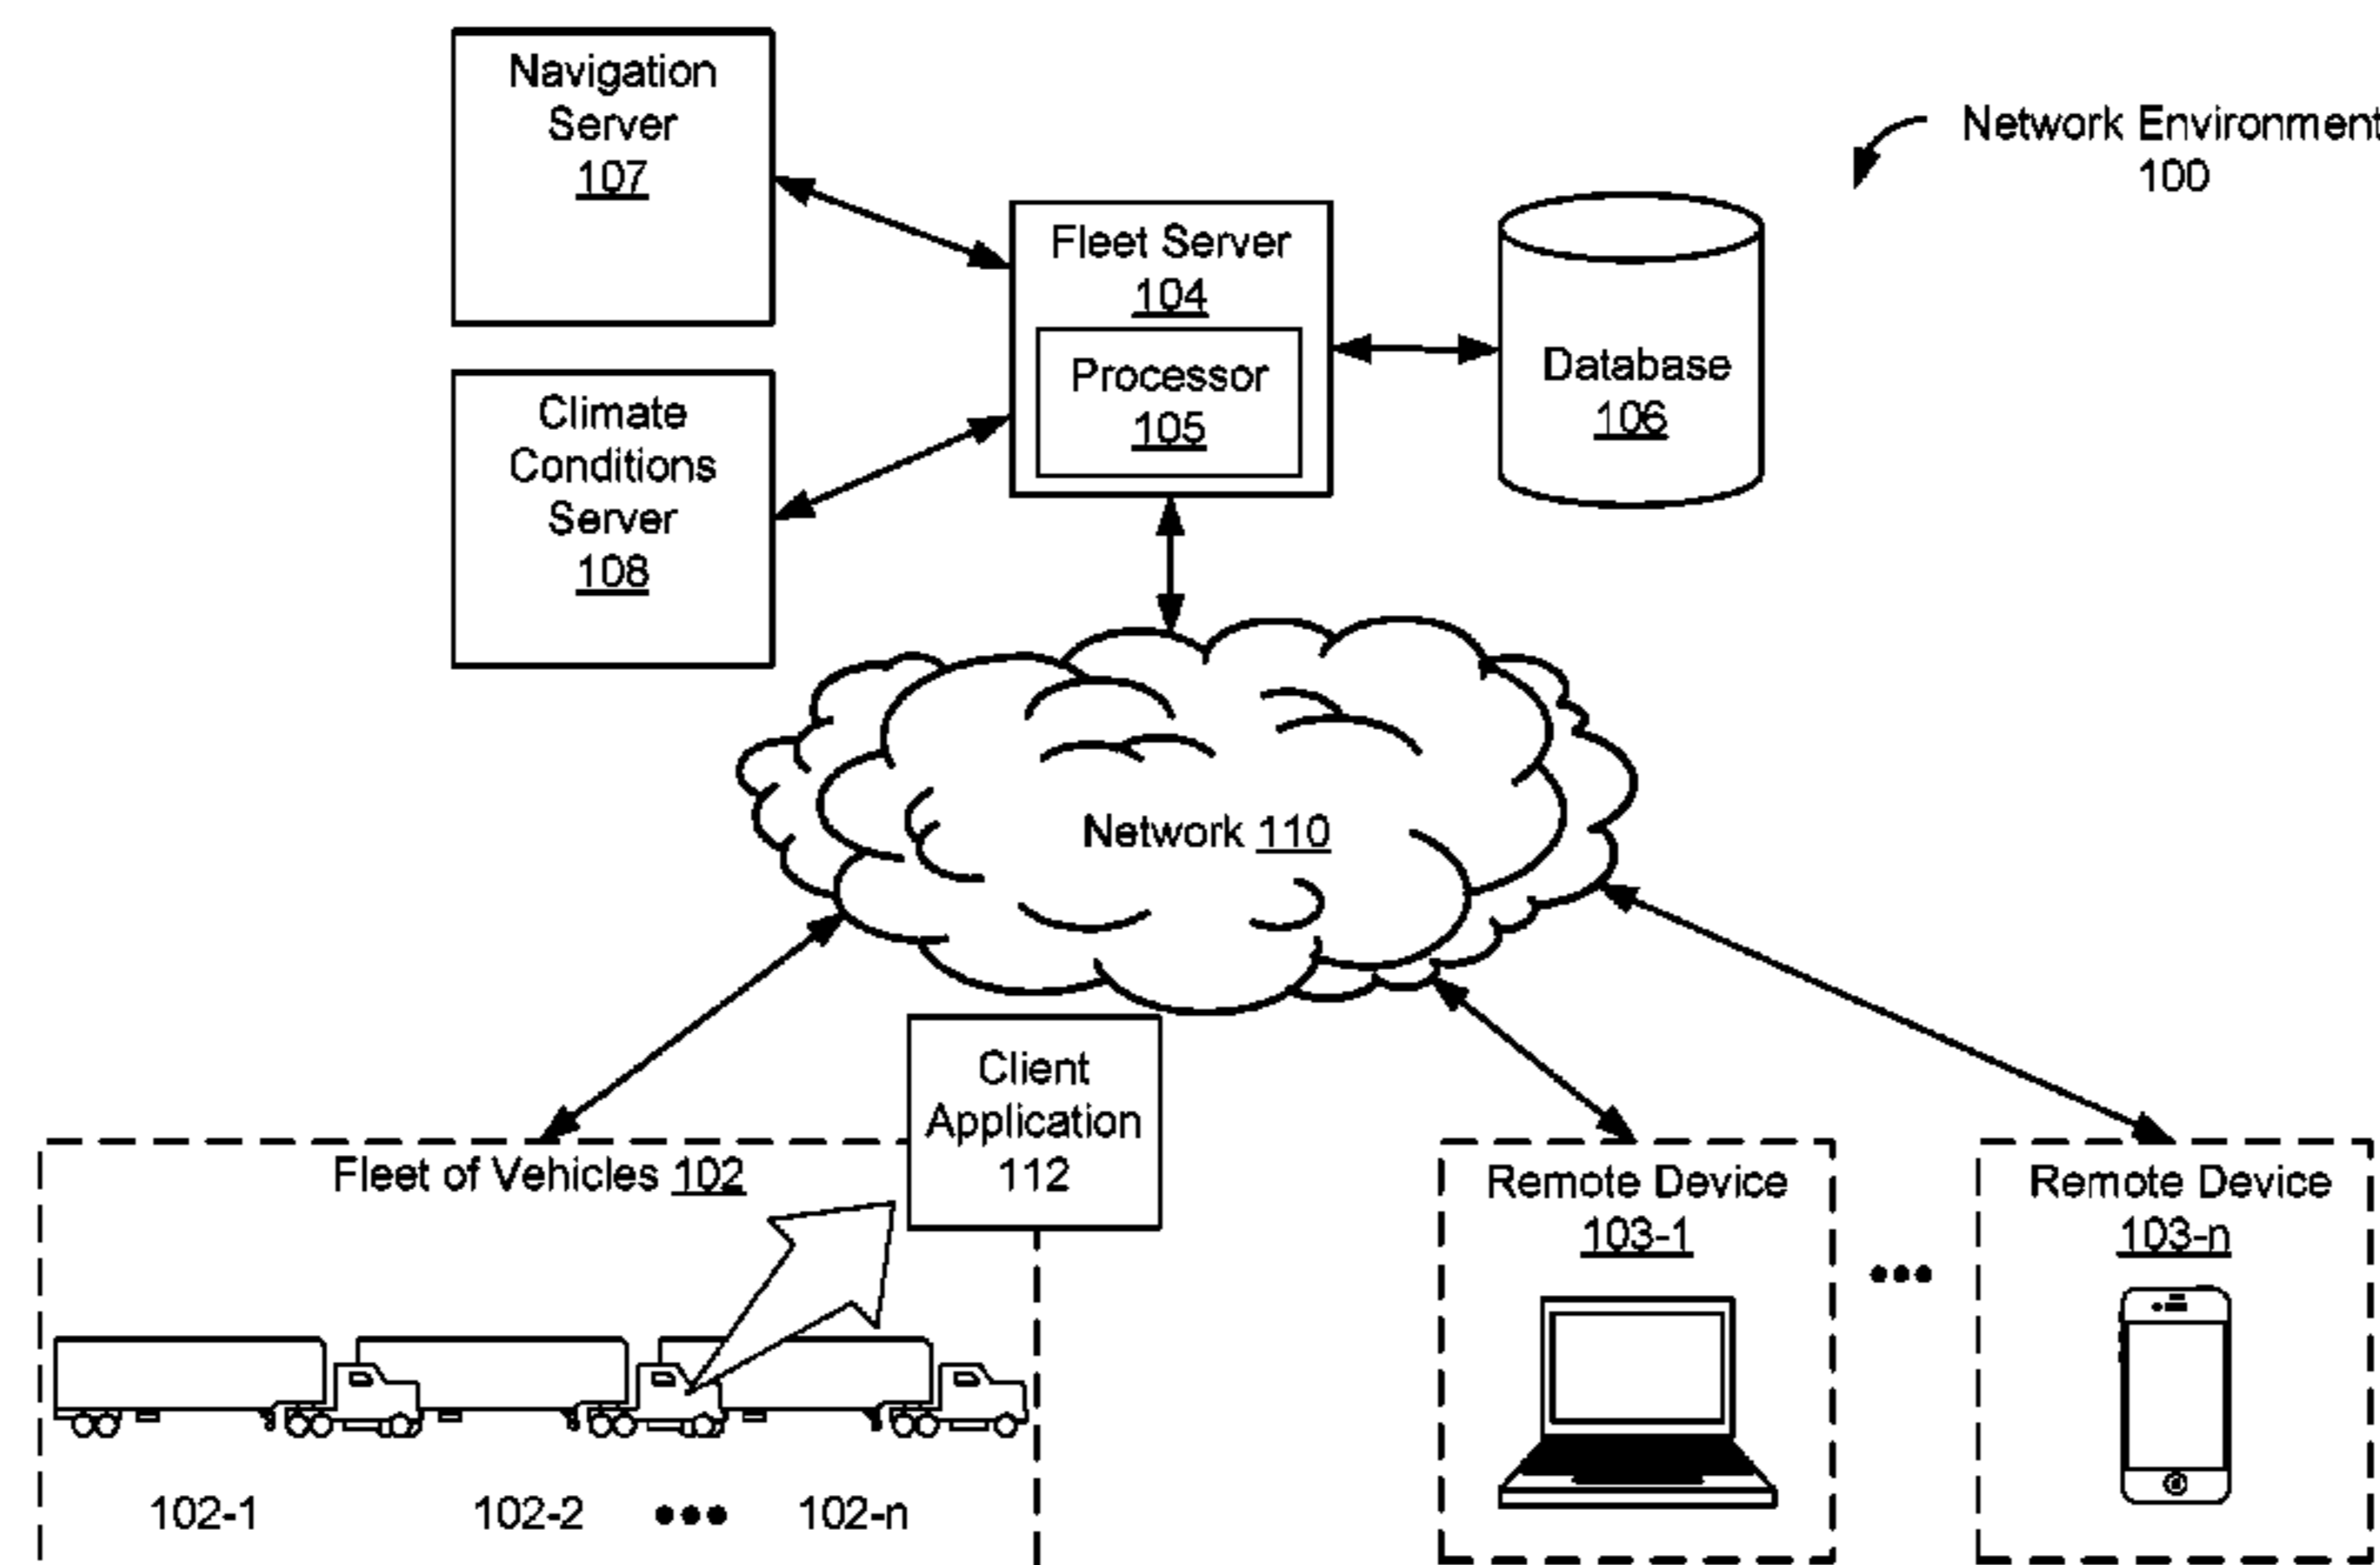 Navigation
Server
107
Network Environment
100
Fleet Server
104
Processor
105
Database
106
Climate
Conditions
Server
108
Network 110
Client
Application
112
Fleet of Vehicles 102
102-1
102-2
•••
102-n
Remote Device
103-1
•••
Remote Device
103-n